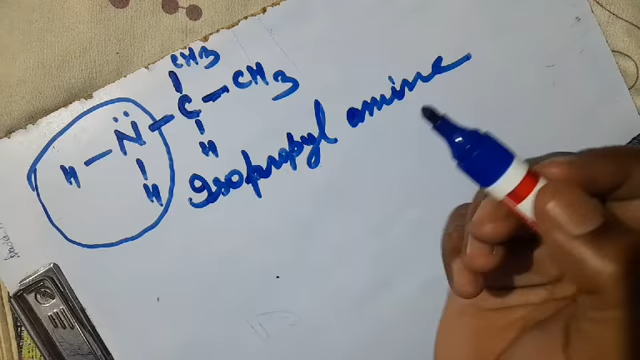 CH3
C - CH3
H - N̈ -
H
H
Isopropyl amine